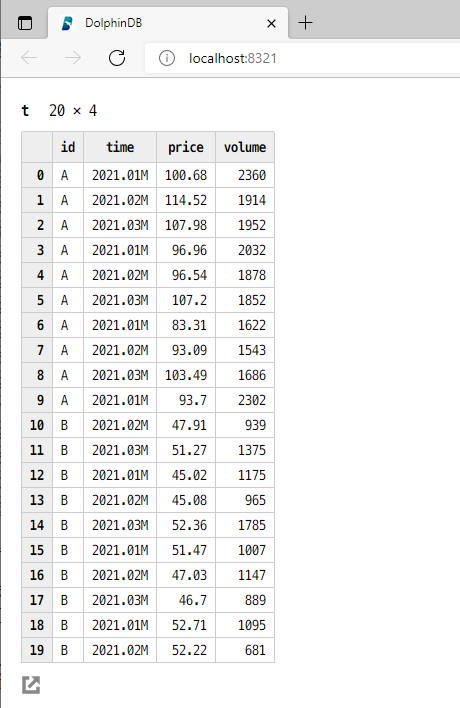 DolphinDB
localhost:8321
t 20 × 4
id time price volume
0 A 2021.01M 100.68 2360
1 A 2021.02M 114.52 1914
2 A 2021.03M 107.98 1952
3 A 2021.01M 96.96 2032
4 A 2021.02M 96.54 1878
5 A 2021.03M 107.2 1852
6 A 2021.01M 83.31 1622
7 A 2021.02M 93.09 1543
8 A 2021.03M 103.49 1686
9 A 2021.01M 93.7 2302
10 B 2021.02M 47.91 939
11 B 2021.03M 51.27 1375
12 B 2021.01M 45.02 1175
13 B 2021.02M 45.08 965
14 B 2021.03M 52.36 1785
15 B 2021.01M 51.47 1007
16 B 2021.02M 47.03 1147
17 B 2021.03M 46.7 889
18 B 2021.01M 52.71 1095
19 B 2021.02M 52.22 681